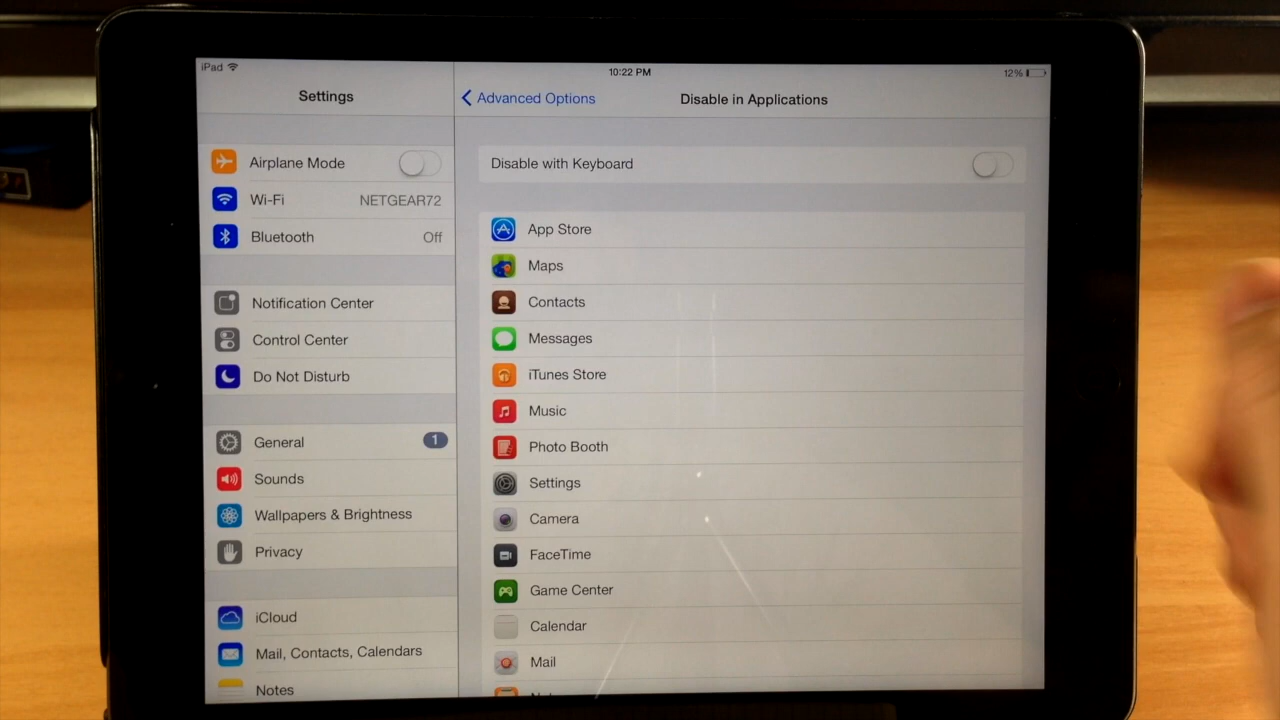 iPad
10:22 PM
12%
Settings
Advanced Options
Disable in Applications
Airplane Mode
Wi-Fi NETGEAR72
Bluetooth Off
Notification Center
Control Center
Do Not Disturb
General 1
Sounds
Wallpapers & Brightness
Privacy
iCloud
Mail, Contacts, Calendars
Notes
Disable with Keyboard
App Store
Maps
Contacts
Messages
iTunes Store
Music
Photo Booth
Settings
Camera
FaceTime
Game Center
Calendar
Mail